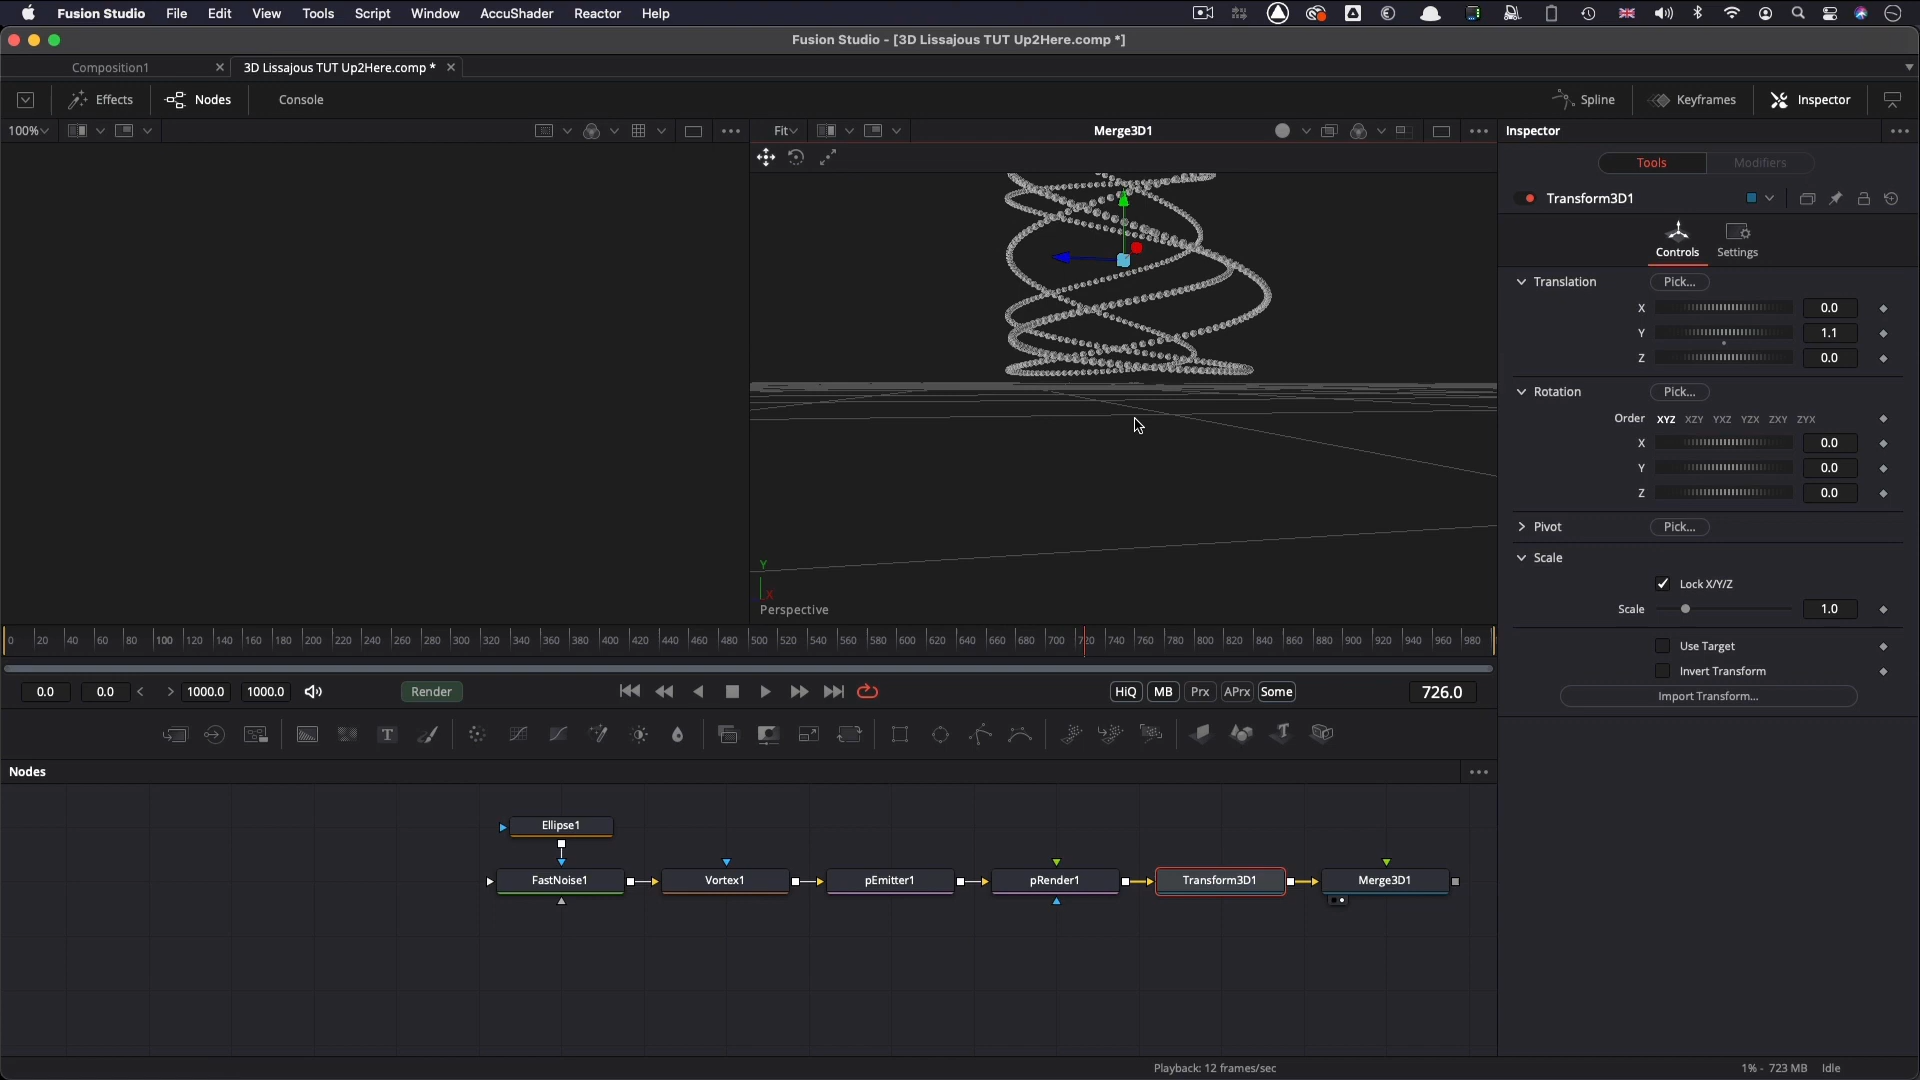 Fusion Studio File Edit View Tools Script Window AccuShader Reactor Help
Fusion Studio - [3D Lissajous TUT Up2Here.comp *]
Composition1 3D Lissajous TUT Up2Here.comp *
Effects Nodes Console Spline Keyframes Inspector
100% Fit Merge3D1 Inspector
Tools Modifiers
Transform3D1
Controls Settings
Translation Pick...
X 0.0
Y 1.1
Z 0.0
Rotation Pick...
Order XYZ XZY YXZ YZX ZXY ZYX
X 0.0
Y 0.0
Z 0.0
Pivot Pick...
Scale
Lock X/Y/Z
Scale 1.0
Use Target
Invert Transform
Import Transform...
Y
X
Perspective
0 20 40 60 80 100 120 140 160 180 200 220 240 260 280 300 320 340 360 380 400 420 440 460 480 500 520 540 560 580 600 620 640 660 680 700 720 740 760 780 800 820 840 860 880 900 920 940 960 980
0.0 0.0 1000.0 1000.0 Render HiQ MB Prx APrx Some 726.0
Nodes
Ellipse1
FastNoise1 Vortex1 pEmitter1 pRender1 Transform3D1 Merge3D1
Playback: 12 frames/sec 1% - 723 MB Idle